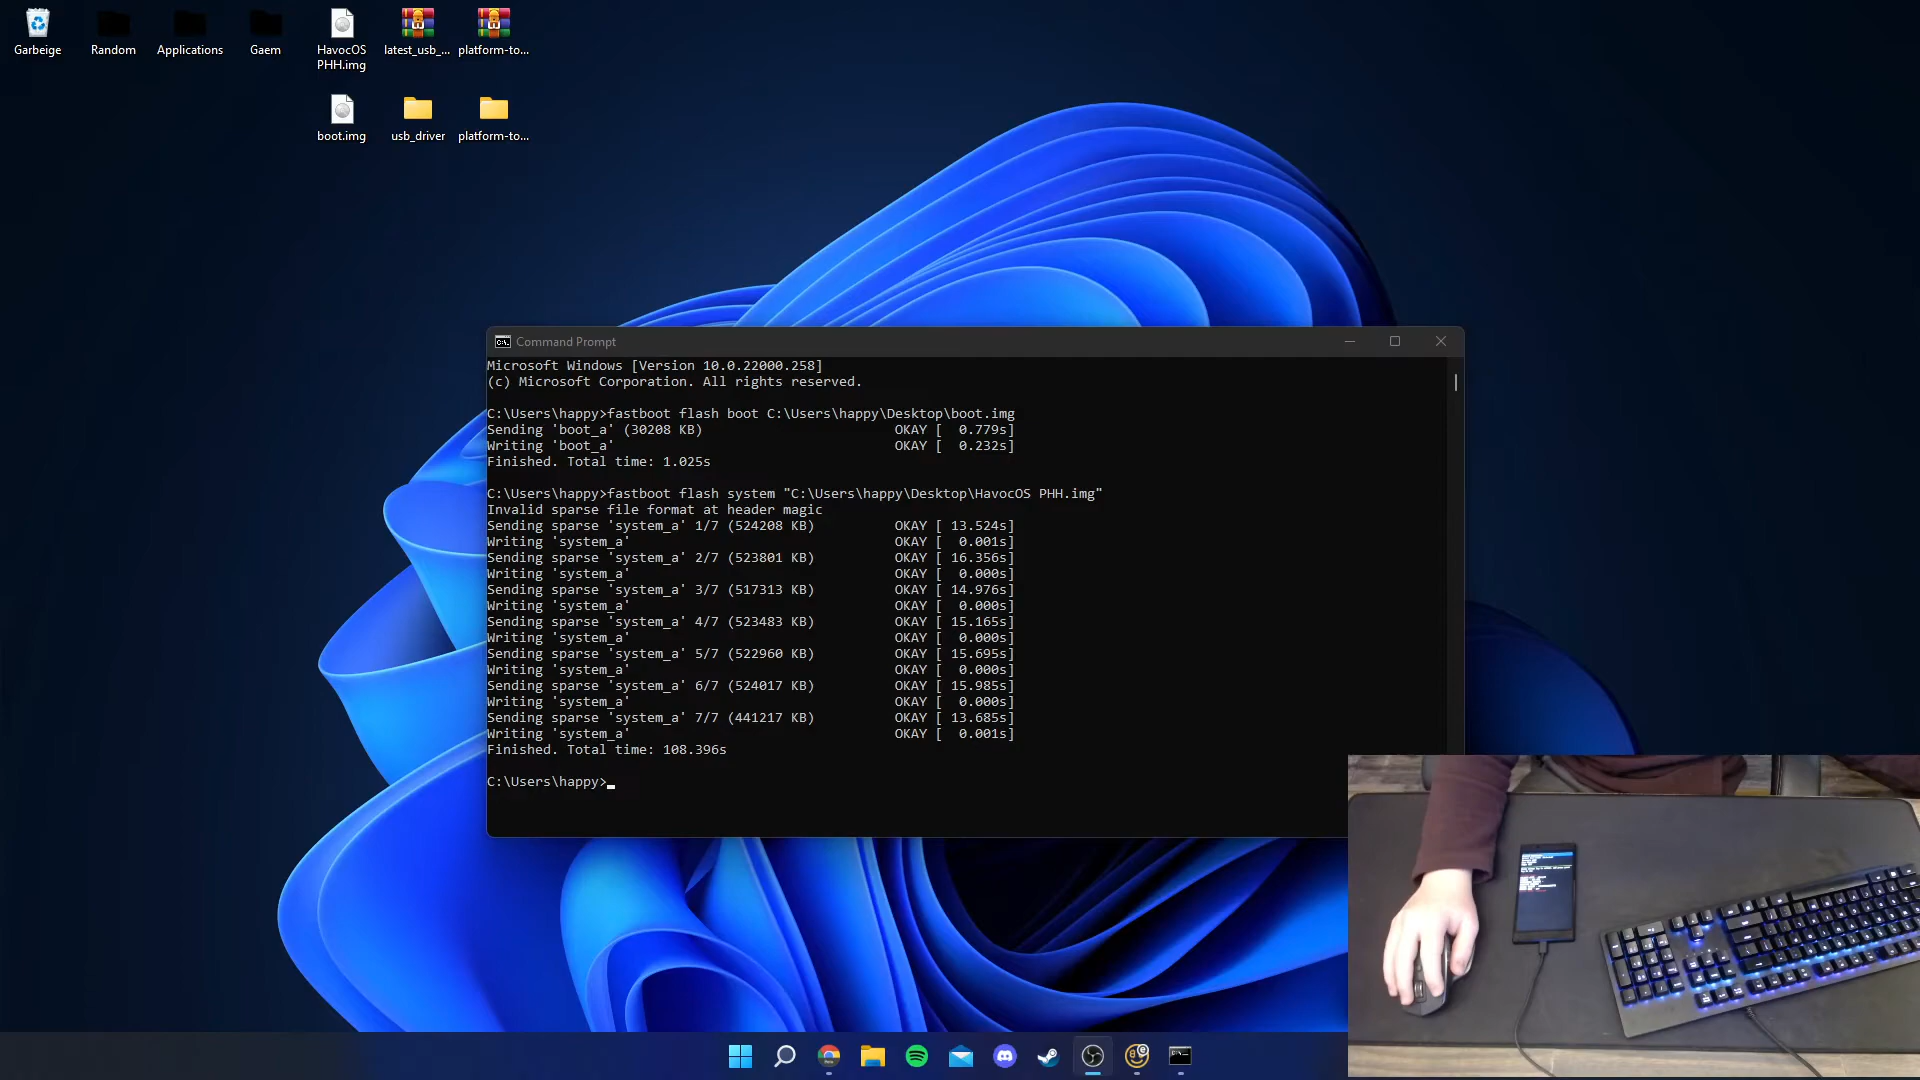 Garbeige
Random
Applications
Gaem
HavocOS
PHH.img
latest_usb_...
platform-to...
boot.img
usb_driver
platform-to...
Command Prompt
Microsoft Windows [Version 10.0.22000.258]
(c) Microsoft Corporation. All rights reserved.
C:\Users\happy>fastboot flash boot C:\Users\happy\Desktop\boot.img
Sending 'boot_a' (30208 KB) OKAY [ 0.779s]
Writing 'boot_a' OKAY [ 0.232s]
Finished. Total time: 1.025s
C:\Users\happy>fastboot flash system "C:\Users\happy\Desktop\HavocOS PHH.img"
Invalid sparse file format at header magic
Sending sparse 'system_a' 1/7 (524208 KB) OKAY [ 13.524s]
Writing 'system_a' OKAY [ 0.001s]
Sending sparse 'system_a' 2/7 (523801 KB) OKAY [ 16.356s]
Writing 'system_a' OKAY [ 0.000s]
Sending sparse 'system_a' 3/7 (517313 KB) OKAY [ 14.976s]
Writing 'system_a' OKAY [ 0.000s]
Sending sparse 'system_a' 4/7 (523483 KB) OKAY [ 15.165s]
Writing 'system_a' OKAY [ 0.000s]
Sending sparse 'system_a' 5/7 (522960 KB) OKAY [ 15.695s]
Writing 'system_a' OKAY [ 0.000s]
Sending sparse 'system_a' 6/7 (524017 KB) OKAY [ 15.985s]
Writing 'system_a' OKAY [ 0.000s]
Sending sparse 'system_a' 7/7 (441217 KB) OKAY [ 13.685s]
Writing 'system_a' OKAY [ 0.001s]
Finished. Total time: 108.396s
C:\Users\happy>